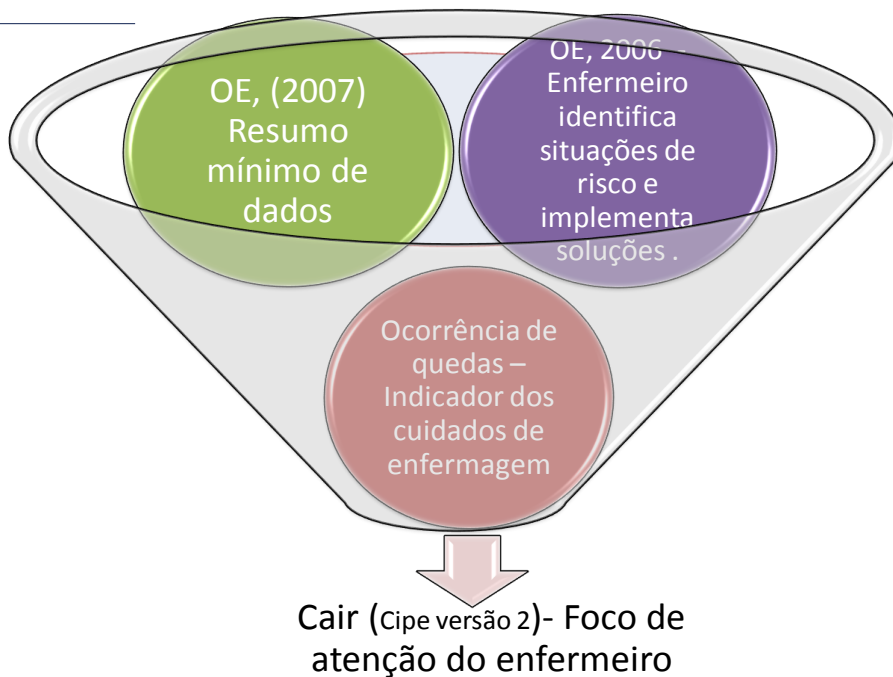 OE, (2007)
Resumo
mínimo de
dados
OE, 2006 -
Enfermeiro
identifica
situações de
risco e
implementa
soluções .
Ocorrência de
quedas –
Indicador dos
cuidados de
enfermagem
Cair (Cipe versão 2)- Foco de
atenção do enfermeiro